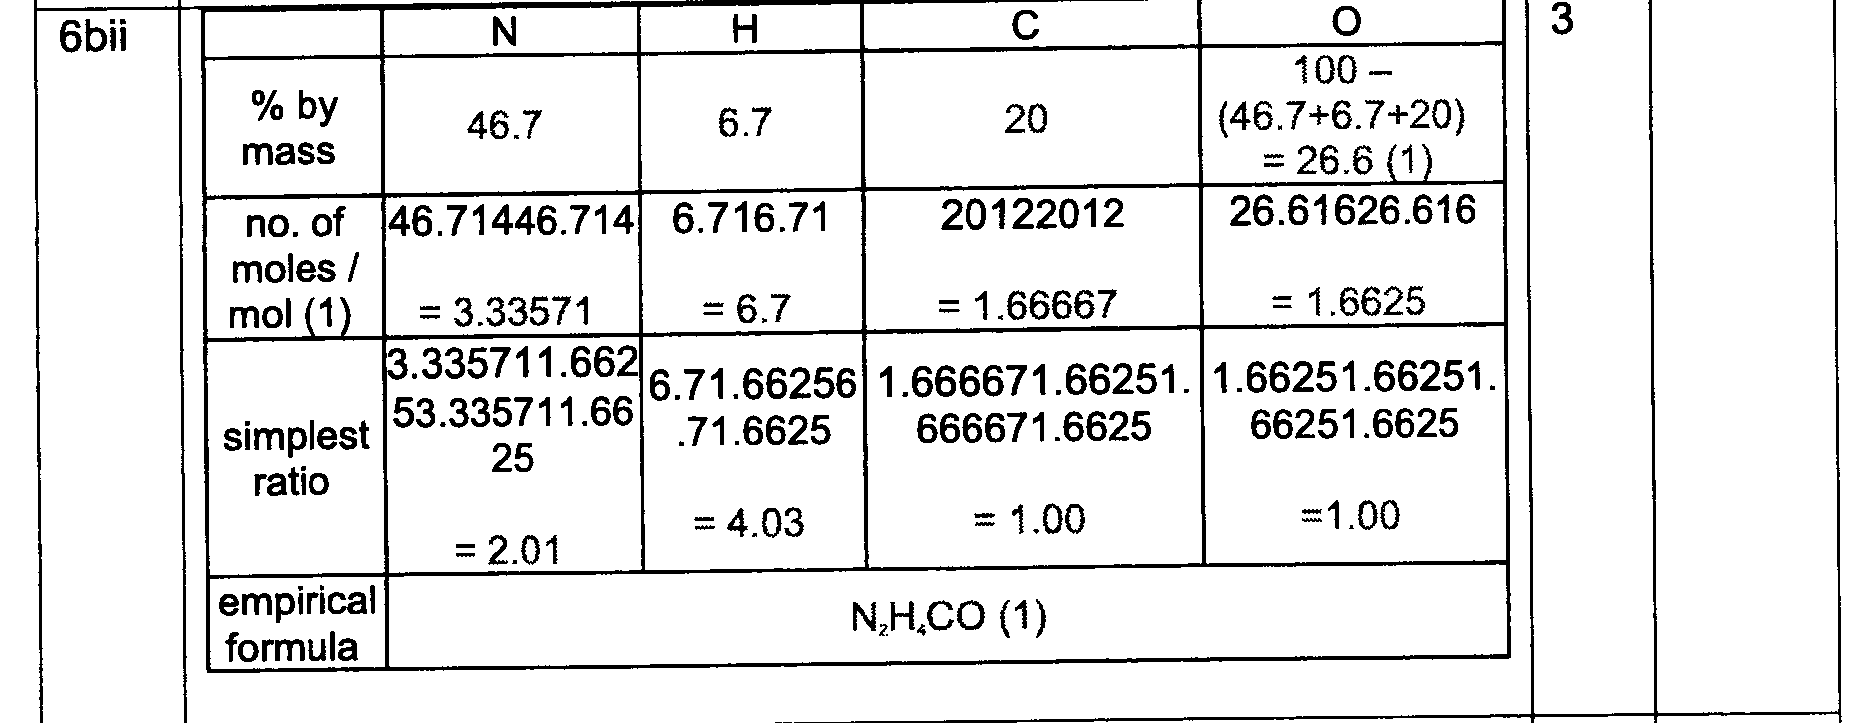 6bii
N H C O 3
% by mass
46.7
6.7
20
100 –
(46.7+6.7+20)
= 26.6 (1)
no. of
moles /
mol (1)
46.71446.714
= 3.33571
6.716.71
= 6.7
20122012
= 1.66667
26.61626.616
= 1.6625
simplest
ratio
3.335711.662
53.335711.66
25
= 2.01
6.71.66256
.71.6625
= 4.03
1.666671.66251.
666671.6625
= 1.00
1.66251.66251.
66251.6625
=1.00
empirical
formula
N₂H₄CO (1)